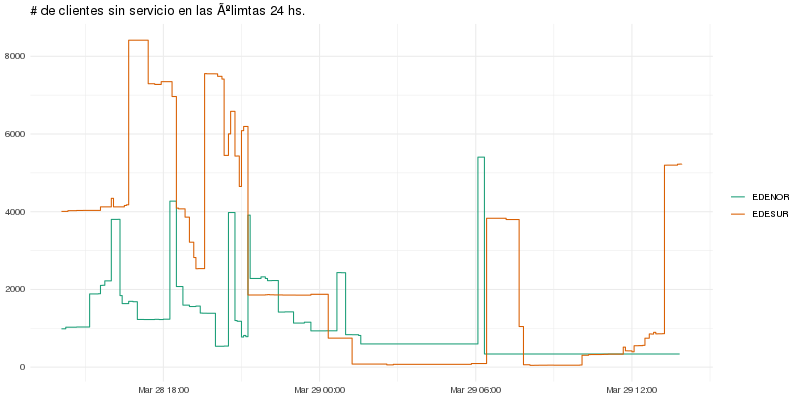 # de clientes sin servicio en las Ãºlimtas 24 hs.
8000
6000
4000
2000
0
Mar 28 18:00
Mar 29 00:00
Mar 29 06:00
Mar 29 12:00
EDENOR
EDESUR